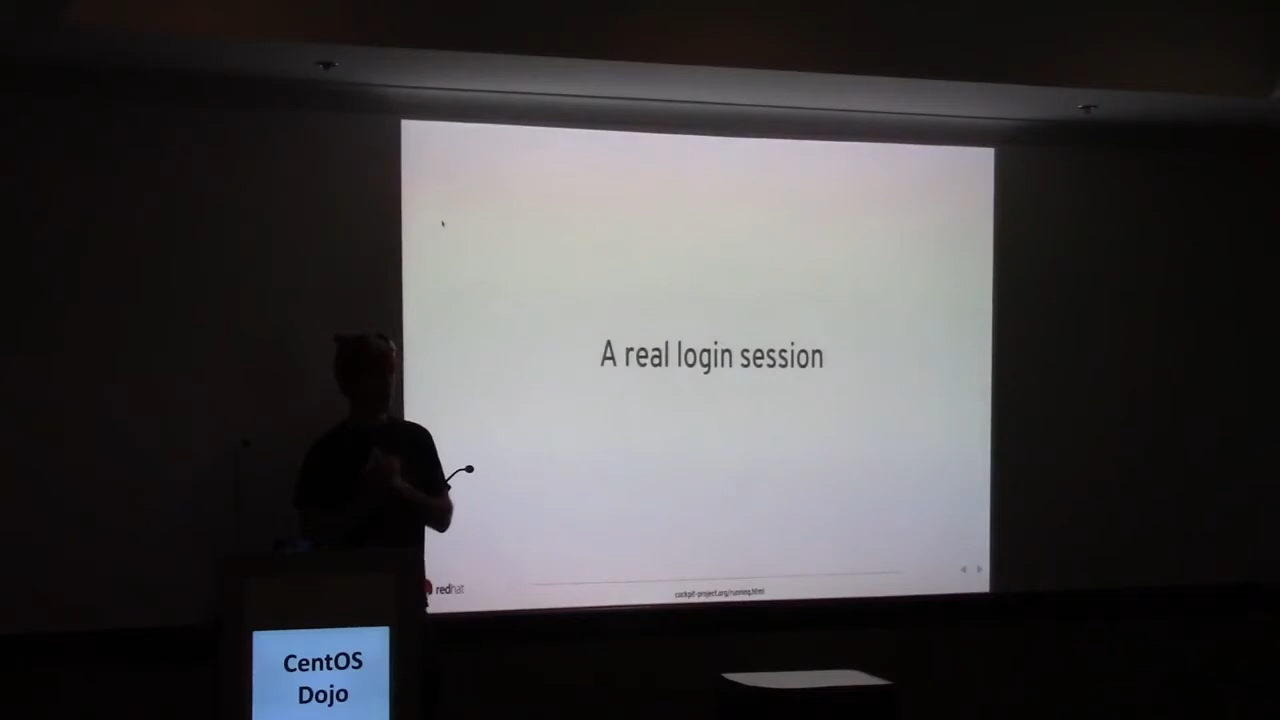 A real login session
redhat
cockpit-project.org/running.html
CentOS
Dojo